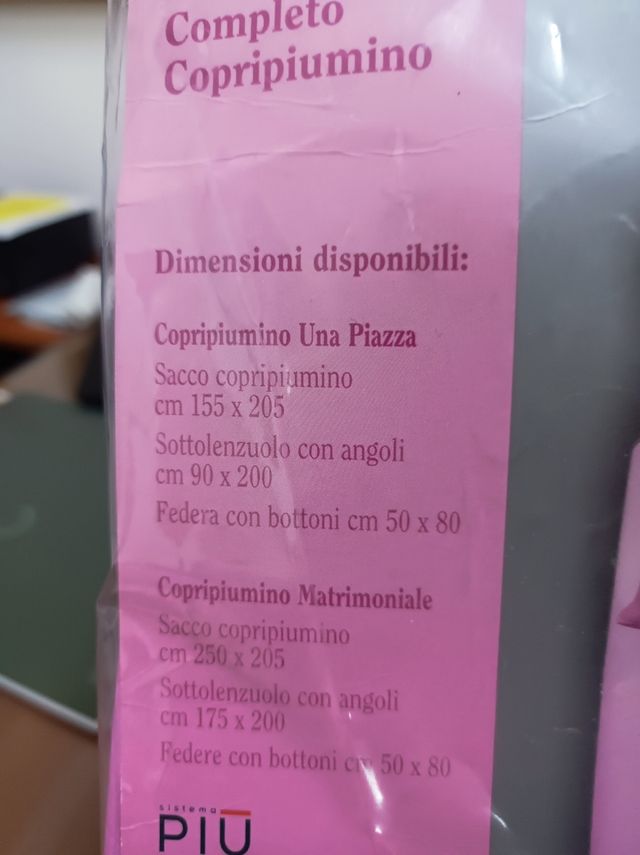 Completo
Copripiumino
Dimensioni disponibili:
Copripiumino Una Piazza
Sacco copripiumino
cm 155 x 205
Sottolenzuolo con angoli
cm 90 x 200
Federa con bottoni cm 50 x 80
Copripiumino Matrimoniale
Sacco copripiumino
cm 250 x 205
Sottolenzuolo con angoli
cm 175 x 200
Federe con bottoni cm 50 x 80
sistema
PIÙ